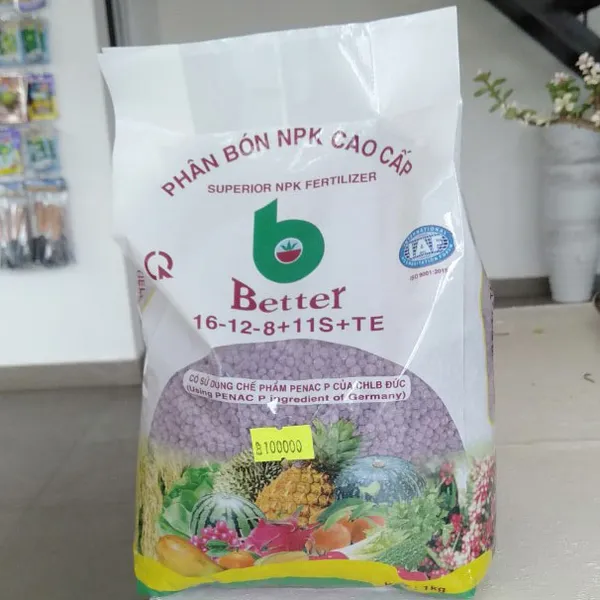 PHÂN BÓN NPK CAO CẤP
SUPERIOR NPK FERTILIZER
b
IAF
ISO 9001:2015
Better
16-12-8+11S+TE
CÓ SỬ DỤNG CHẾ PHẨM PENAC P CỦA CHLB ĐỨC
(Using PENAC P ingredient of Germany)
100000
1kg